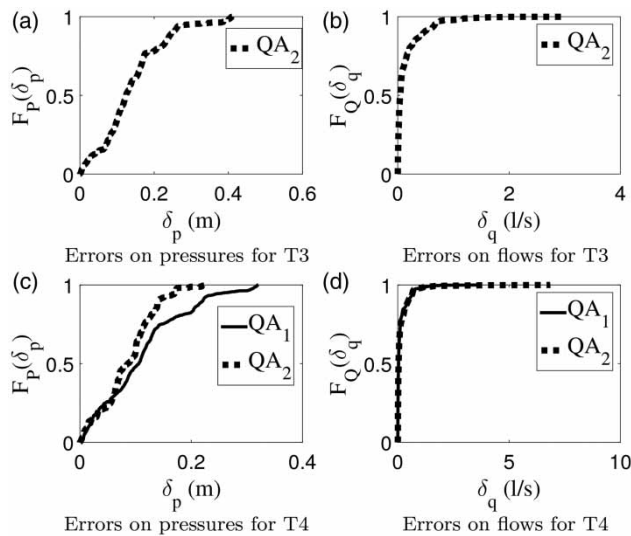 (a)
1
0.5
0
F_P(δ_p)
QA_2
0 0.2 0.4 0.6
δ_p (m)
Errors on pressures for T3
(b)
1
0.5
0
F_Q(δ_q)
QA_2
0 2 4
δ_q (l/s)
Errors on flows for T3
(c)
1
0.5
0
F_P(δ_p)
QA_1
QA_2
0 0.2 0.4
δ_p (m)
Errors on pressures for T4
(d)
1
0.5
0
F_Q(δ_q)
QA_1
QA_2
0 5 10
δ_q (l/s)
Errors on flows for T4